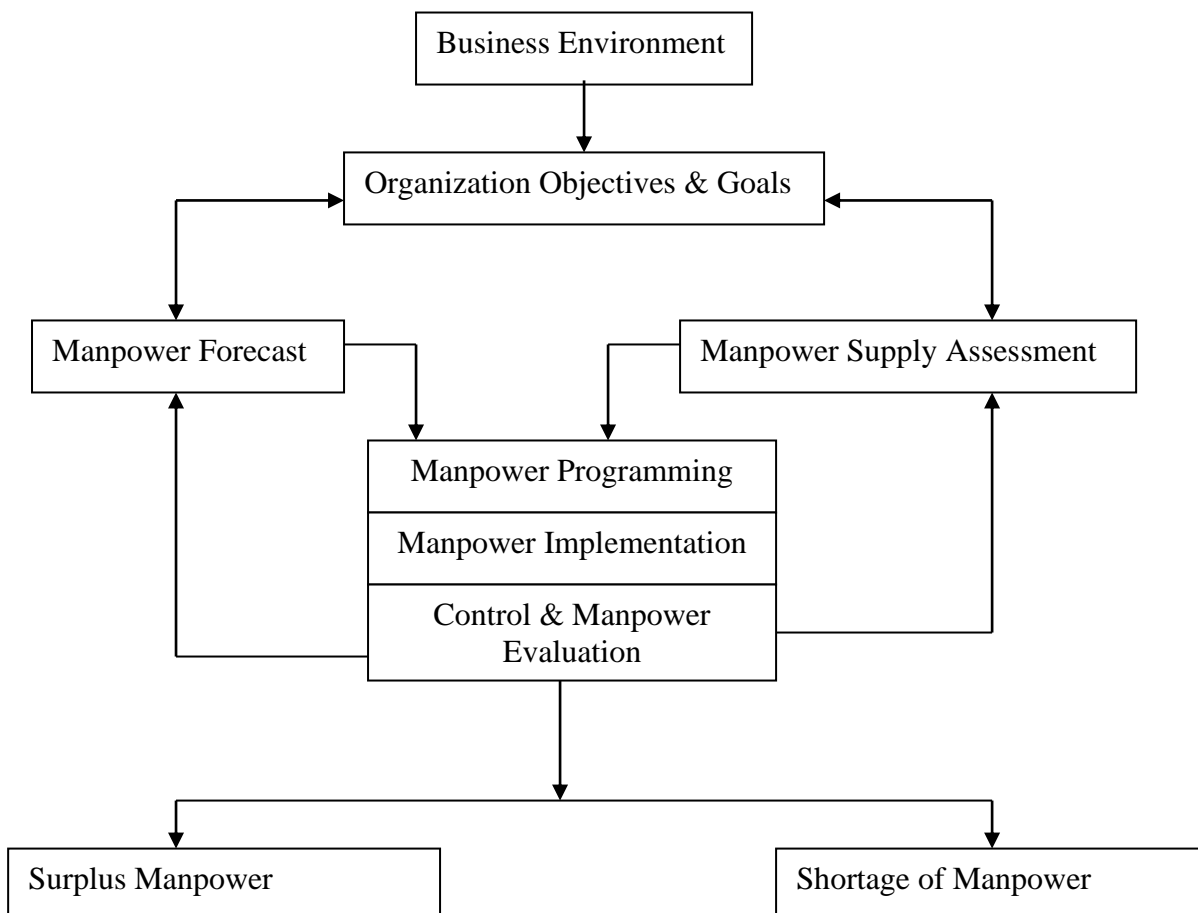 Business Environment
Organization Objectives & Goals
Manpower Forecast
Manpower Supply Assessment
Manpower Programming
Manpower Implementation
Control & Manpower
Evaluation
Surplus Manpower
Shortage of Manpower